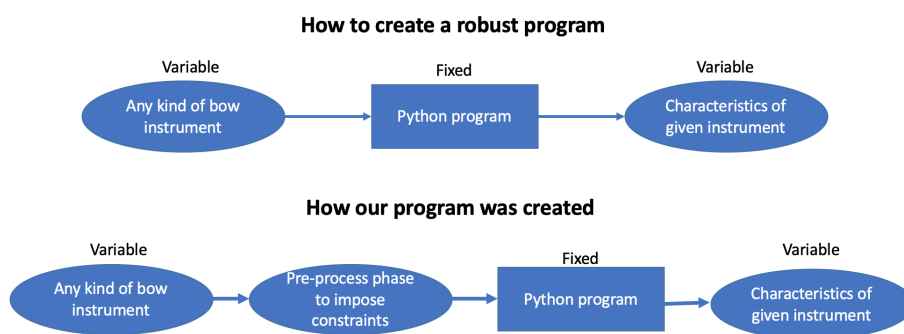 How to create a robust program
Variable
Fixed
Variable
Any kind of bow
instrument
Python program
Characteristics of
given instrument
How our program was created
Variable
Fixed
Variable
Any kind of bow
instrument
Pre-process phase
to impose
constraints
Python program
Characteristics of
given instrument